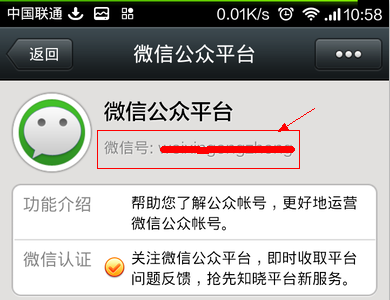 中国联通 0.01K/s 10:58
返回 微信公众平台
微信公众平台
微信号:
功能介绍 帮助您了解公众帐号，更好地运营
微信公众帐号。
微信认证 关注微信公众平台，即时收取平台
问题反馈，抢先知晓平台新服务。